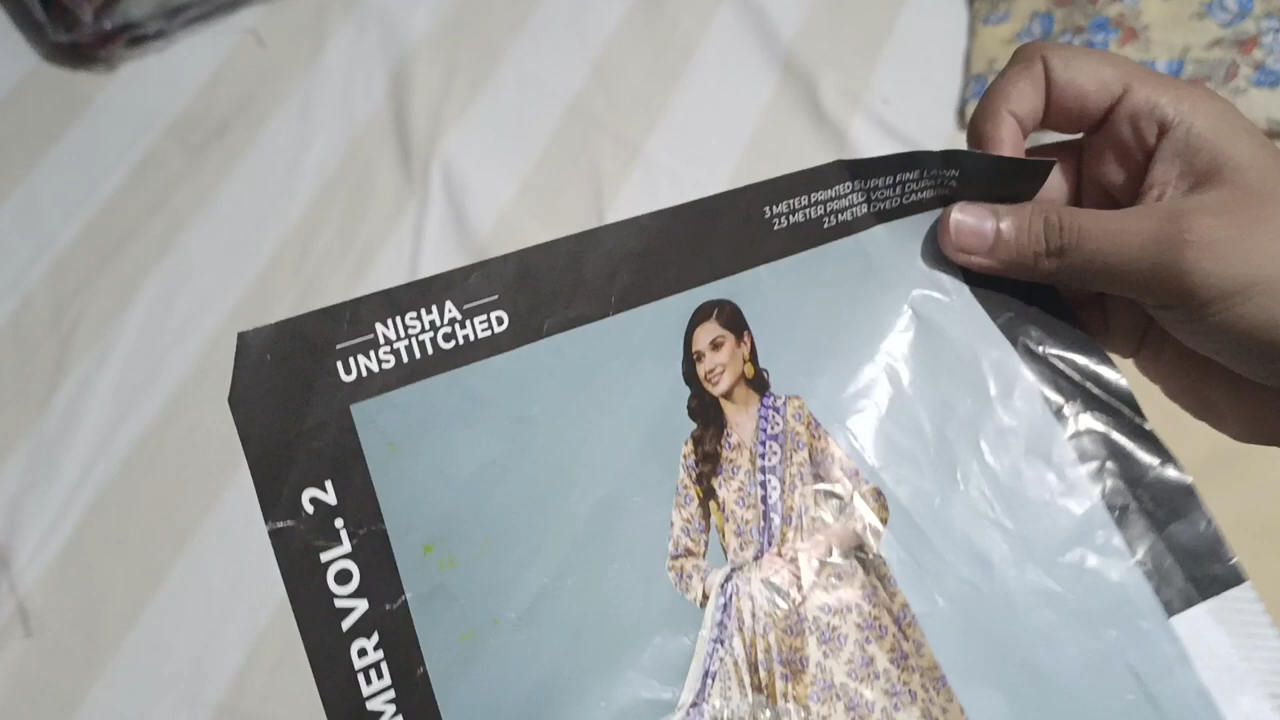 3 METER PRINTED SUPER FINE LAWN
2.5 METER PRINTED VOILE DUPATTA
2.5 METER DYED CAMBRIC
NISHA
UNSTITCHED
MER VOL. 2